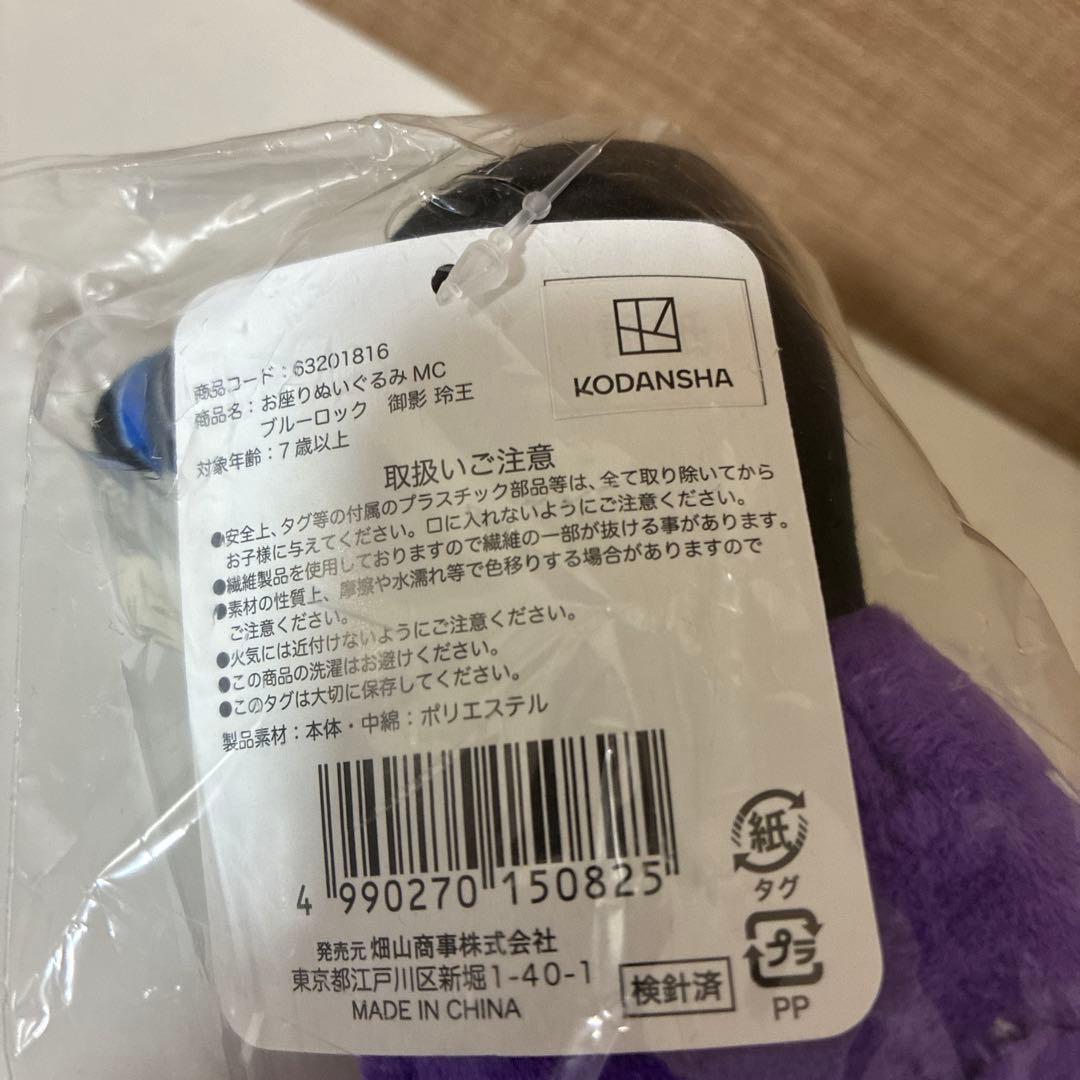 KODANSHA
商品コード：63201816
商品名：お座りぬいぐるみMC
ブルーロック 御影 玲王
対象年齢：7歳以上
取扱いご注意
●安全上、タグ等の付属のプラスチック部品等は、全て取り除いてから
お子様に与えてください。口に入れないようにご注意ください。
●繊維製品を使用しておりますので繊維の一部が抜ける事があります。
●素材の性質上、摩擦や水濡れ等で色移りする場合がありますので
ご注意ください。
●火気には近付けないようにご注意ください。
●この商品の洗濯はお避けください。
●このタグは大切に保存してください。
製品素材：本体・中綿：ポリエステル
4 990270 150825
紙
タグ
プラ
PP
発売元 畑山商事株式会社
東京都江戸川区新堀1-40-1
MADE IN CHINA
検針済